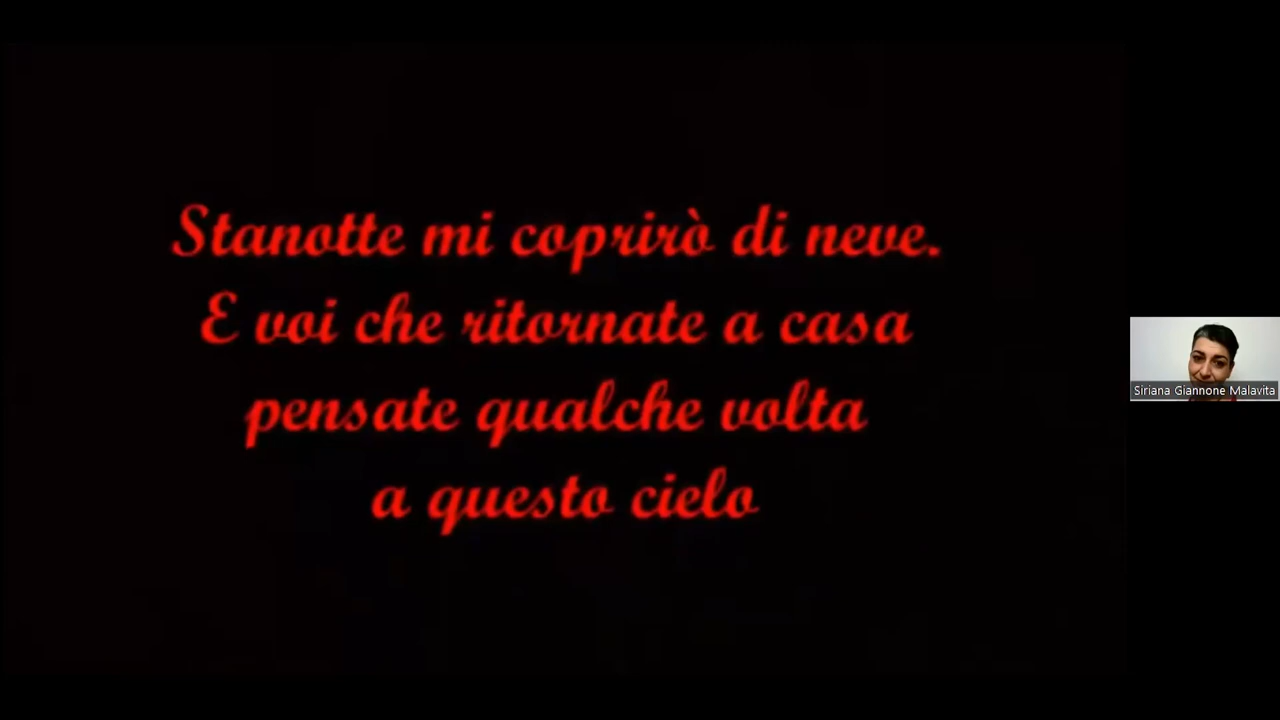 Stanotte mi coprirò di neve.
E voi che ritornate a casa
pensate qualche volta
a questo cielo
Siriana Giannone Malavita